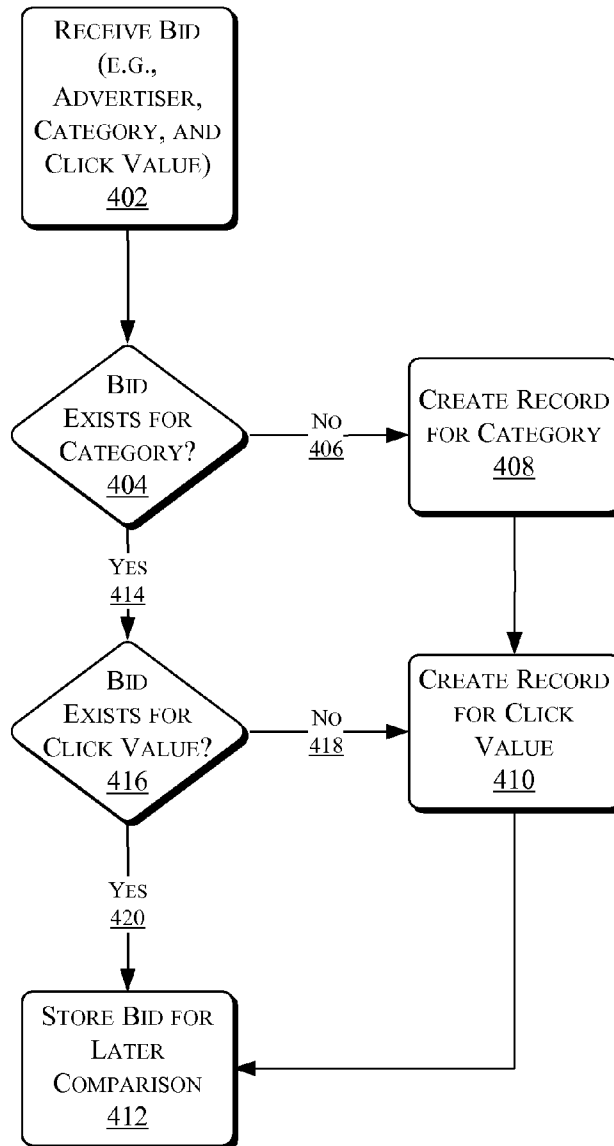 RECEIVE BID
(E.G.,
ADVERTISER,
CATEGORY, AND
CLICK VALUE)
402
BID
EXISTS FOR
CATEGORY?
404
NO
406
CREATE RECORD
FOR CATEGORY
408
YES
414
BID
EXISTS FOR
CLICK VALUE?
416
NO
418
CREATE RECORD
FOR CLICK
VALUE
410
YES
420
STORE BID FOR
LATER
COMPARISON
412